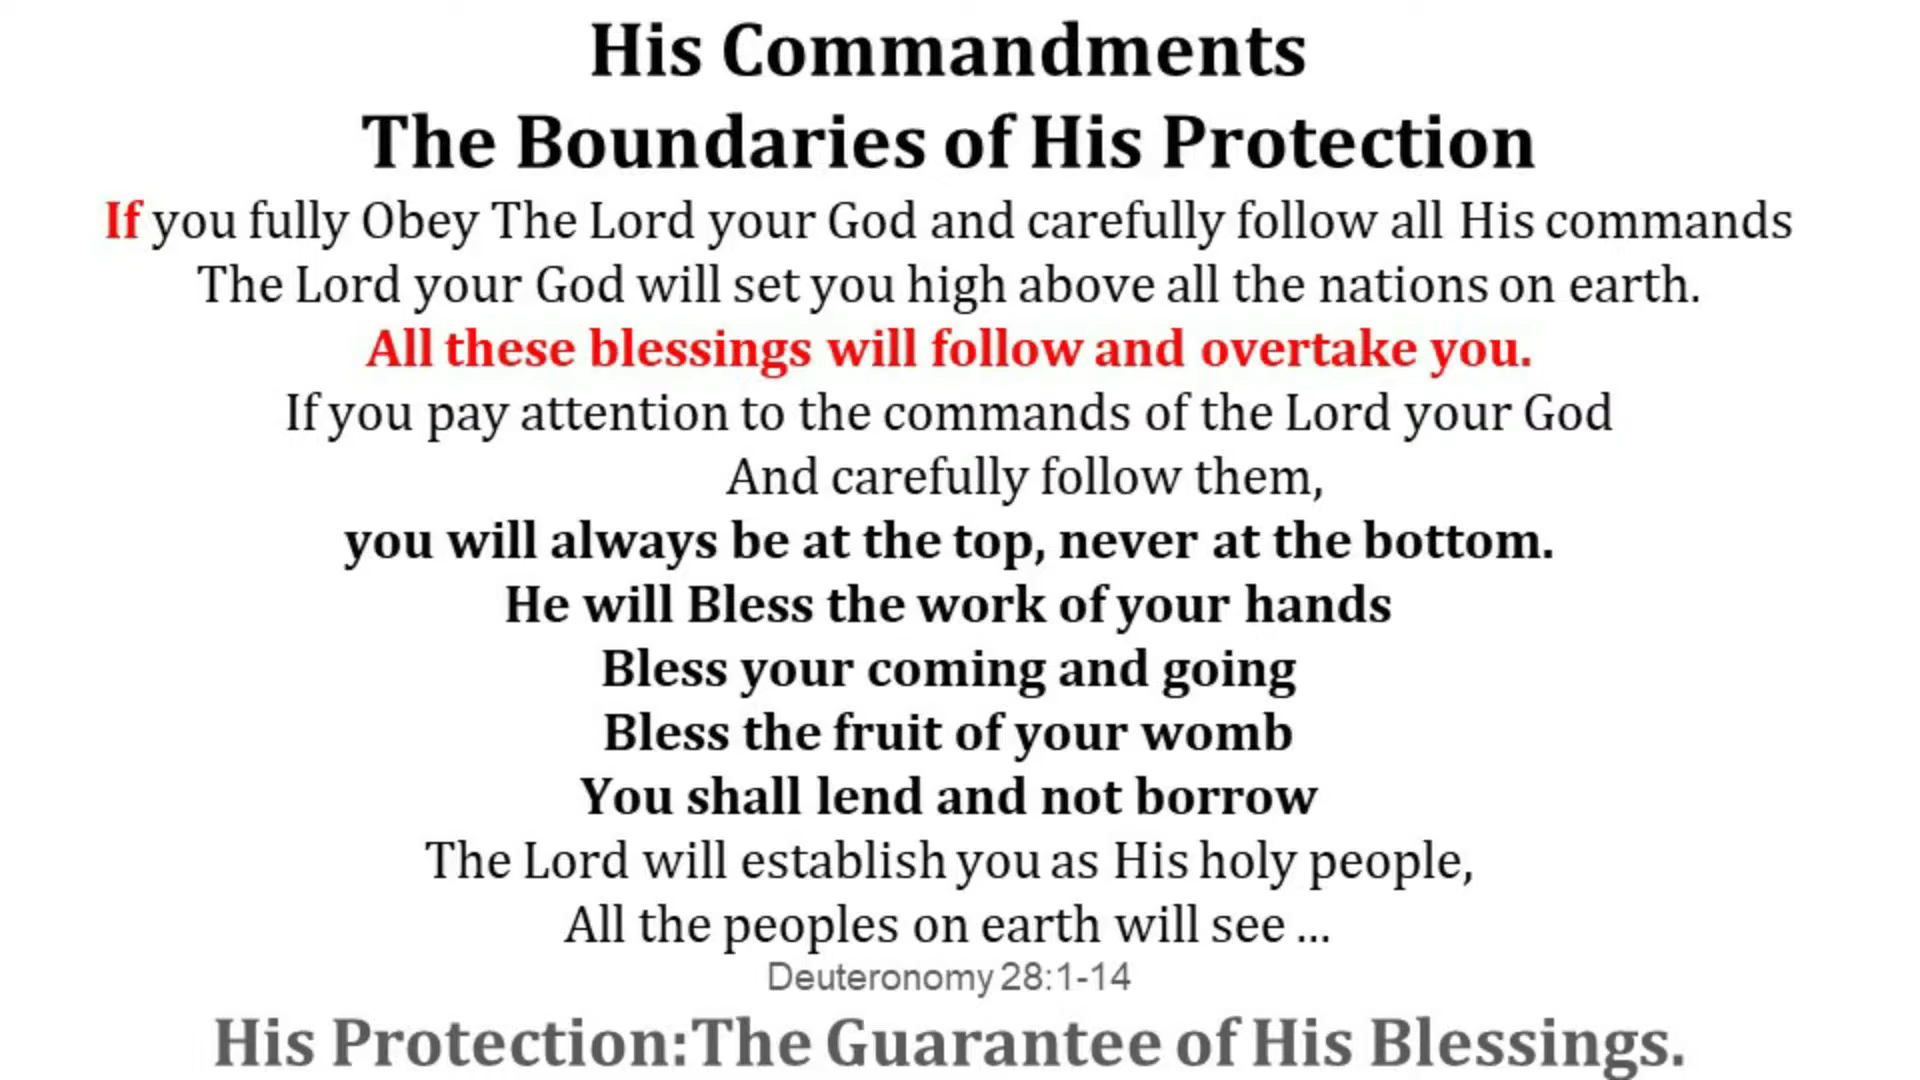 His Commandments
The Boundaries of His Protection
If you fully Obey The Lord your God and carefully follow all His commands
The Lord your God will set you high above all the nations on earth.
All these blessings will follow and overtake you.
If you pay attention to the commands of the Lord your God
And carefully follow them,
you will always be at the top, never at the bottom.
He will Bless the work of your hands
Bless your coming and going
Bless the fruit of your womb
You shall lend and not borrow
The Lord will establish you as His holy people,
All the peoples on earth will see ...
Deuteronomy 28:1-14
His Protection:The Guarantee of His Blessings.